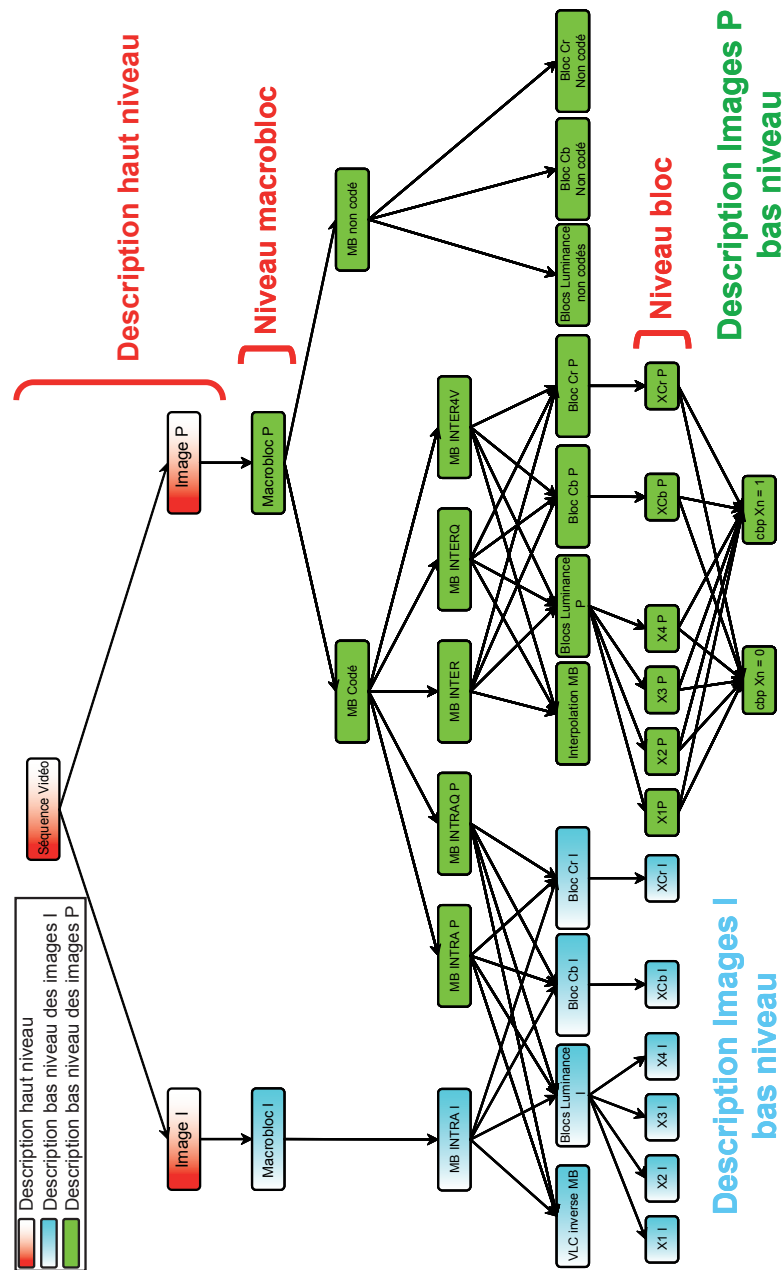 Description haut niveau
Description bas niveau des images I
Description bas niveau des images P
Séquence Vidéo
Description haut niveau
Image I
Image P
Niveau macrobloc
Macrobloc I
Macrobloc P
MB Codé
MB non codé
MB INTRA I
MB INTRA P
MB INTRAQ P
MB INTER
MB INTERQ
MB INTER4V
VLC inverse MB
Blocs Luminance
I
Bloc Cb I
Bloc Cr I
Interpolation MB
Blocs Luminance
P
Bloc Cb P
Bloc Cr P
Blocs Luminance
non codés
Bloc Cb
Non codé
Bloc Cr
Non codé
X1 I
X2 I
X3 I
X4 I
XCb I
XCr I
X1P
X2 P
X3 P
X4 P
XCb P
XCr P
Niveau bloc
cbp Xn = 0
cbp Xn = 1
Description Images I
bas niveau
Description Images P
bas niveau